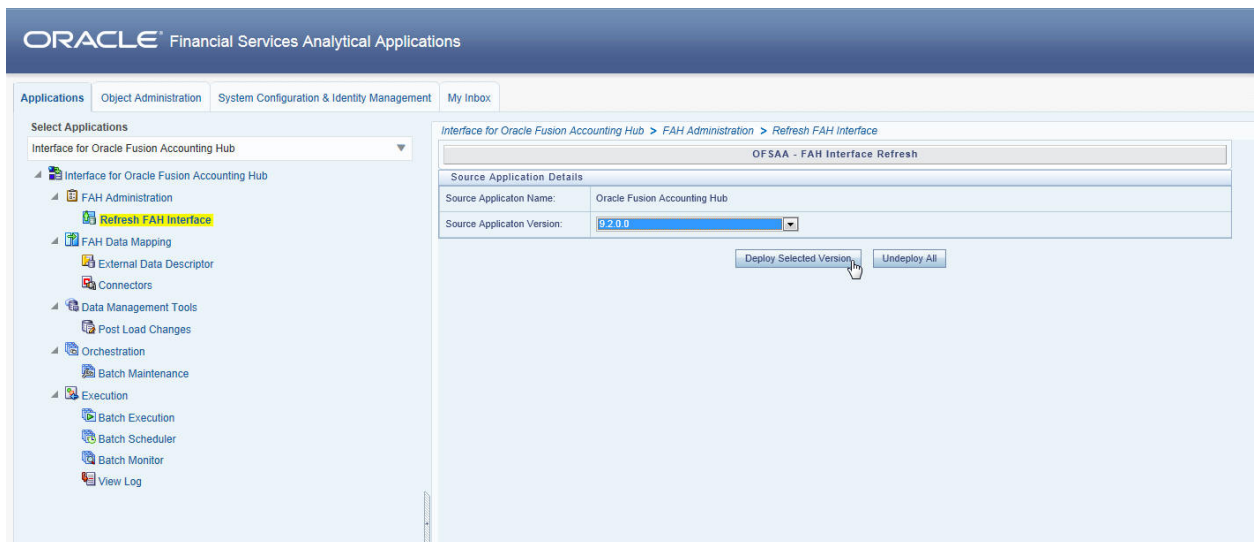 ORACLE® Financial Services Analytical Applications
Applications Object Administration System Configuration & Identity Management My Inbox
Select Applications
Interface for Oracle Fusion Accounting Hub
Interface for Oracle Fusion Accounting Hub
FAH Administration
Refresh FAH Interface
FAH Data Mapping
External Data Descriptor
Connectors
Data Management Tools
Post Load Changes
Orchestration
Batch Maintenance
Execution
Batch Execution
Batch Scheduler
Batch Monitor
View Log
Interface for Oracle Fusion Accounting Hub > FAH Administration > Refresh FAH Interface
OFSAA - FAH Interface Refresh
Source Application Details
Source Applicaton Name: Oracle Fusion Accounting Hub
Source Applicaton Version: 9.2.0.0
Deploy Selected Version Undeploy All